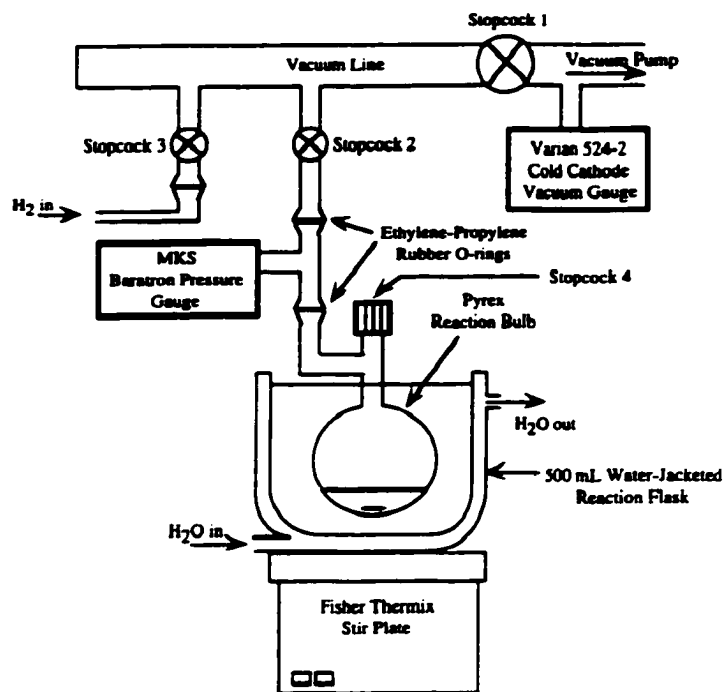 Stopcock 1
Vacuum Line
Vacuum Pump
Stopcock 3
Stopcock 2
Varian 524-2
Cold Cathode
Vacuum Gauge
H2 in
Ethylene-Propylene
Rubber O-rings
MKS
Baratron Pressure
Gauge
Stopcock 4
Pyrex
Reaction Bulb
H2O out
500 mL Water-Jacketed
Reaction Flask
H2O in
Fisher Thermix
Stir Plate